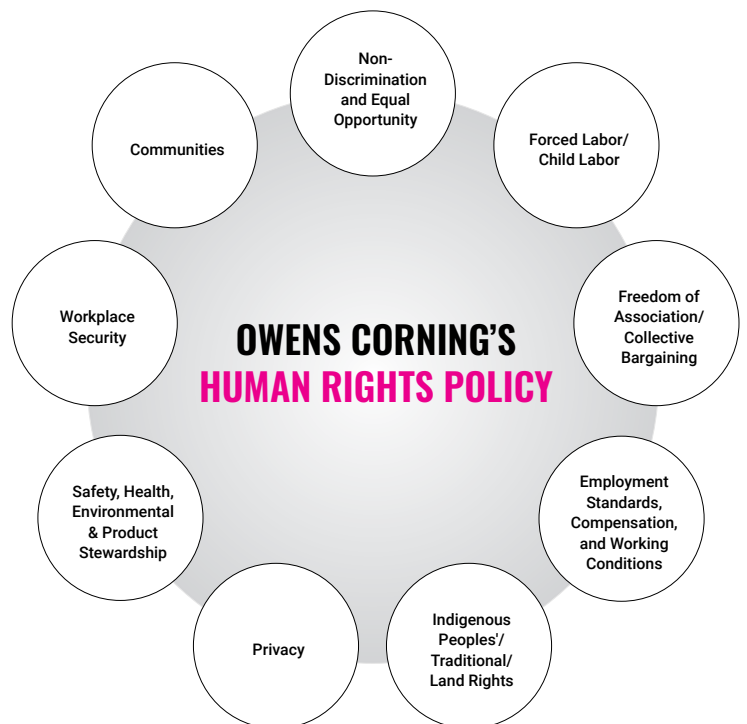 Non-
Discrimination
and Equal
Opportunity
Forced Labor/
Child Labor
Freedom of
Association/
Collective
Bargaining
Employment
Standards,
Compensation,
and Working
Conditions
Indigenous
Peoples'/
Traditional/
Land Rights
Privacy
Safety, Health,
Environmental
& Product
Stewardship
Workplace
Security
Communities
OWENS CORNING’S
HUMAN RIGHTS POLICY